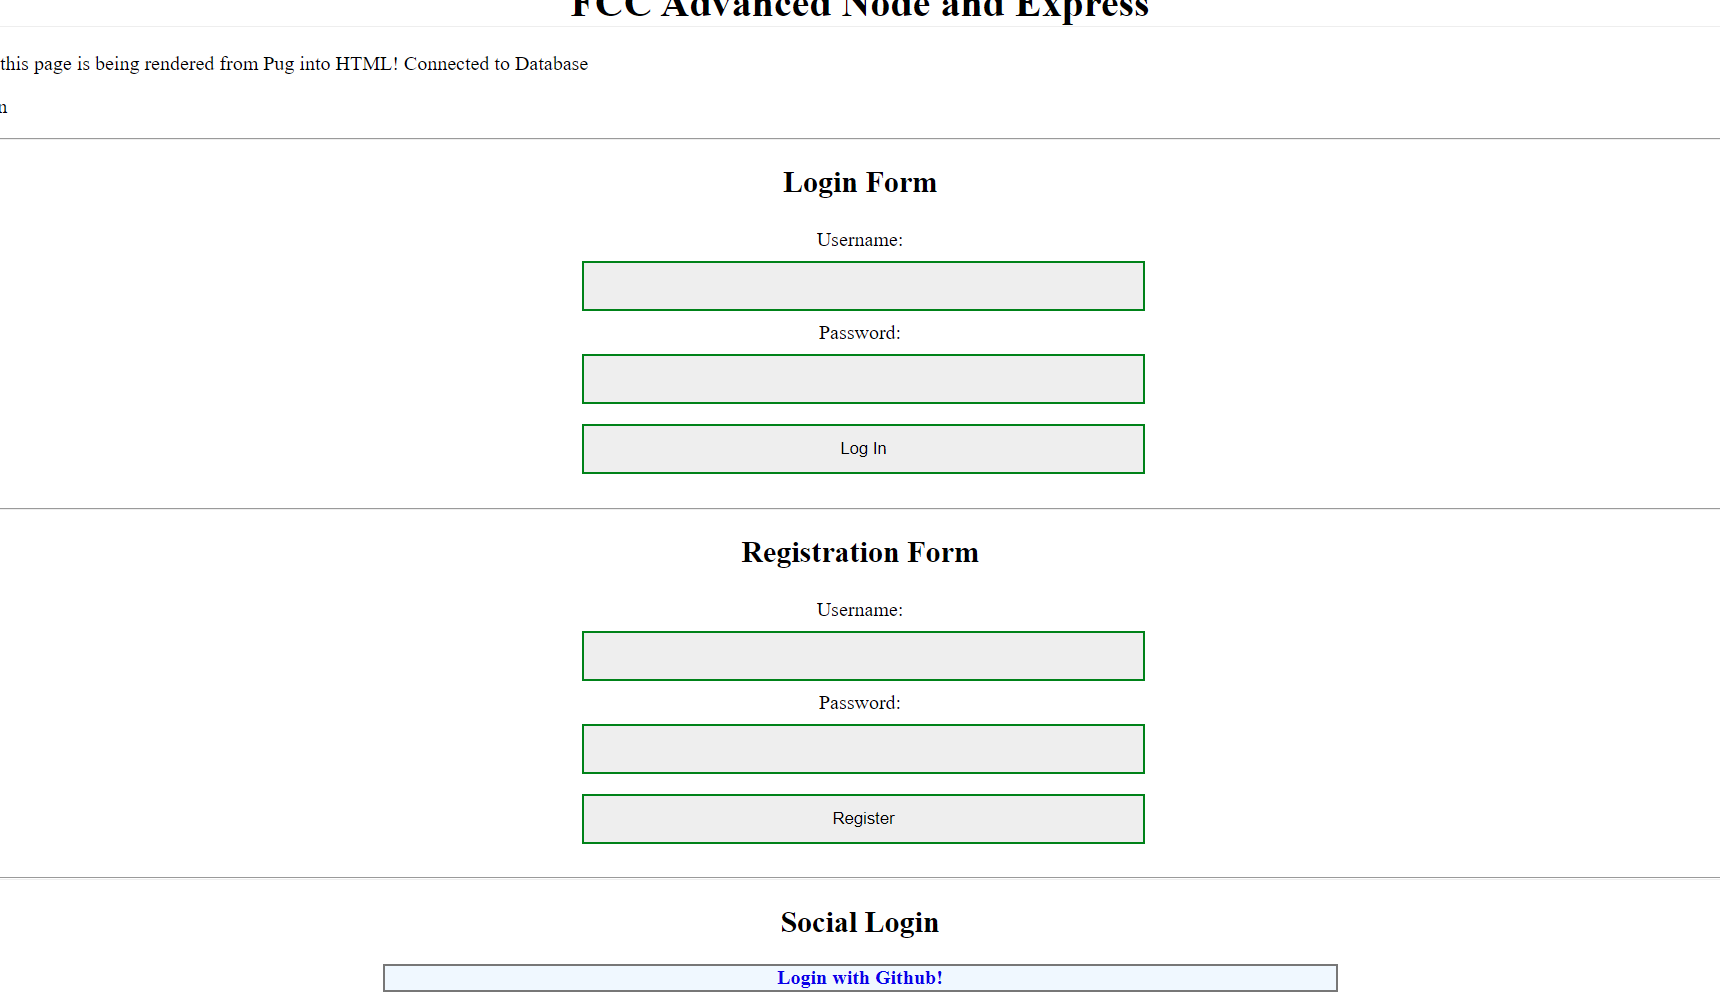 FCC Advanced Node and Express
this page is being rendered from Pug into HTML! Connected to Database
n
Login Form
Username:
Password:
Log In
Registration Form
Username:
Password:
Register
Social Login
Login with Github!